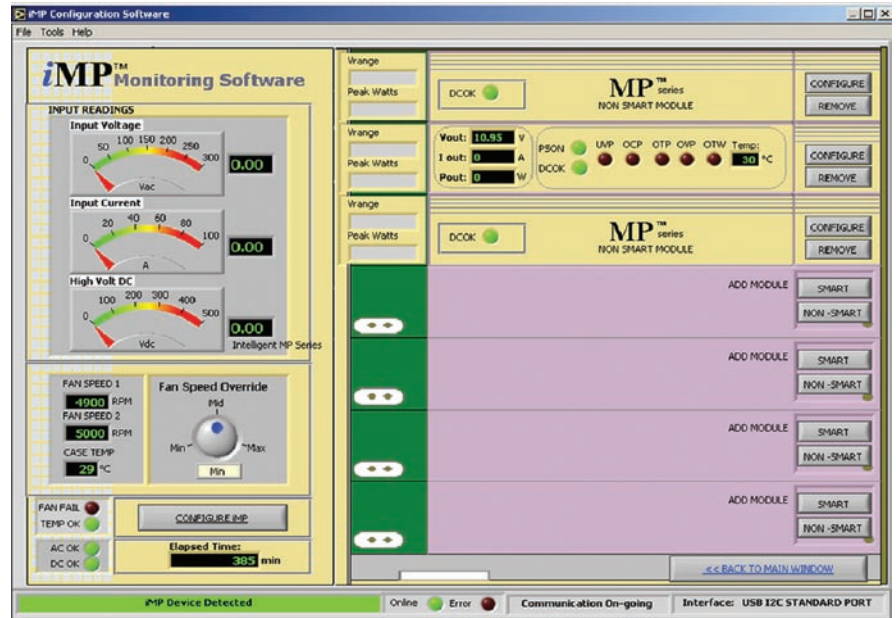 iMP Configuration Software
File Tools Help
iMP™ Monitoring Software
INPUT READINGS
Input Voltage
0 50 100 150 200 250 300
Vac
0.00
Input Current
0 20 40 60 80 100
A
0.00
High Volt DC
0 100 200 300 400 500
Vdc
0.00
Intelligent MP Series
FAN SPEED 1
4900 RPM
FAN SPEED 2
5000 RPM
CASE TEMP
29 °C
Fan Speed Override
Mid
Min Max
Min
FAN FAIL
TEMP OK
CONFIGURE iMP
AC OK
DC OK
Elapsed Time:
385 min
Vrange
Peak Watts
DCOK
MP™ series
NON SMART MODULE
CONFIGURE
REMOVE
Vrange
Peak Watts
Vout: 10.95 V
I out: 0 A
Pout: 0 W
PSON
DCOK
UVP OCP OTP OVP OTW Temp:
30 °C
CONFIGURE
REMOVE
Vrange
Peak Watts
DCOK
MP™ series
NON SMART MODULE
CONFIGURE
REMOVE
ADD MODULE
SMART
NON -SMART
ADD MODULE
SMART
NON -SMART
ADD MODULE
SMART
NON -SMART
ADD MODULE
SMART
NON -SMART
<< BACK TO MAIN WINDOW
iMP Device Detected
Online Error
Communication On-going
Interface: USB I2C STANDARD PORT